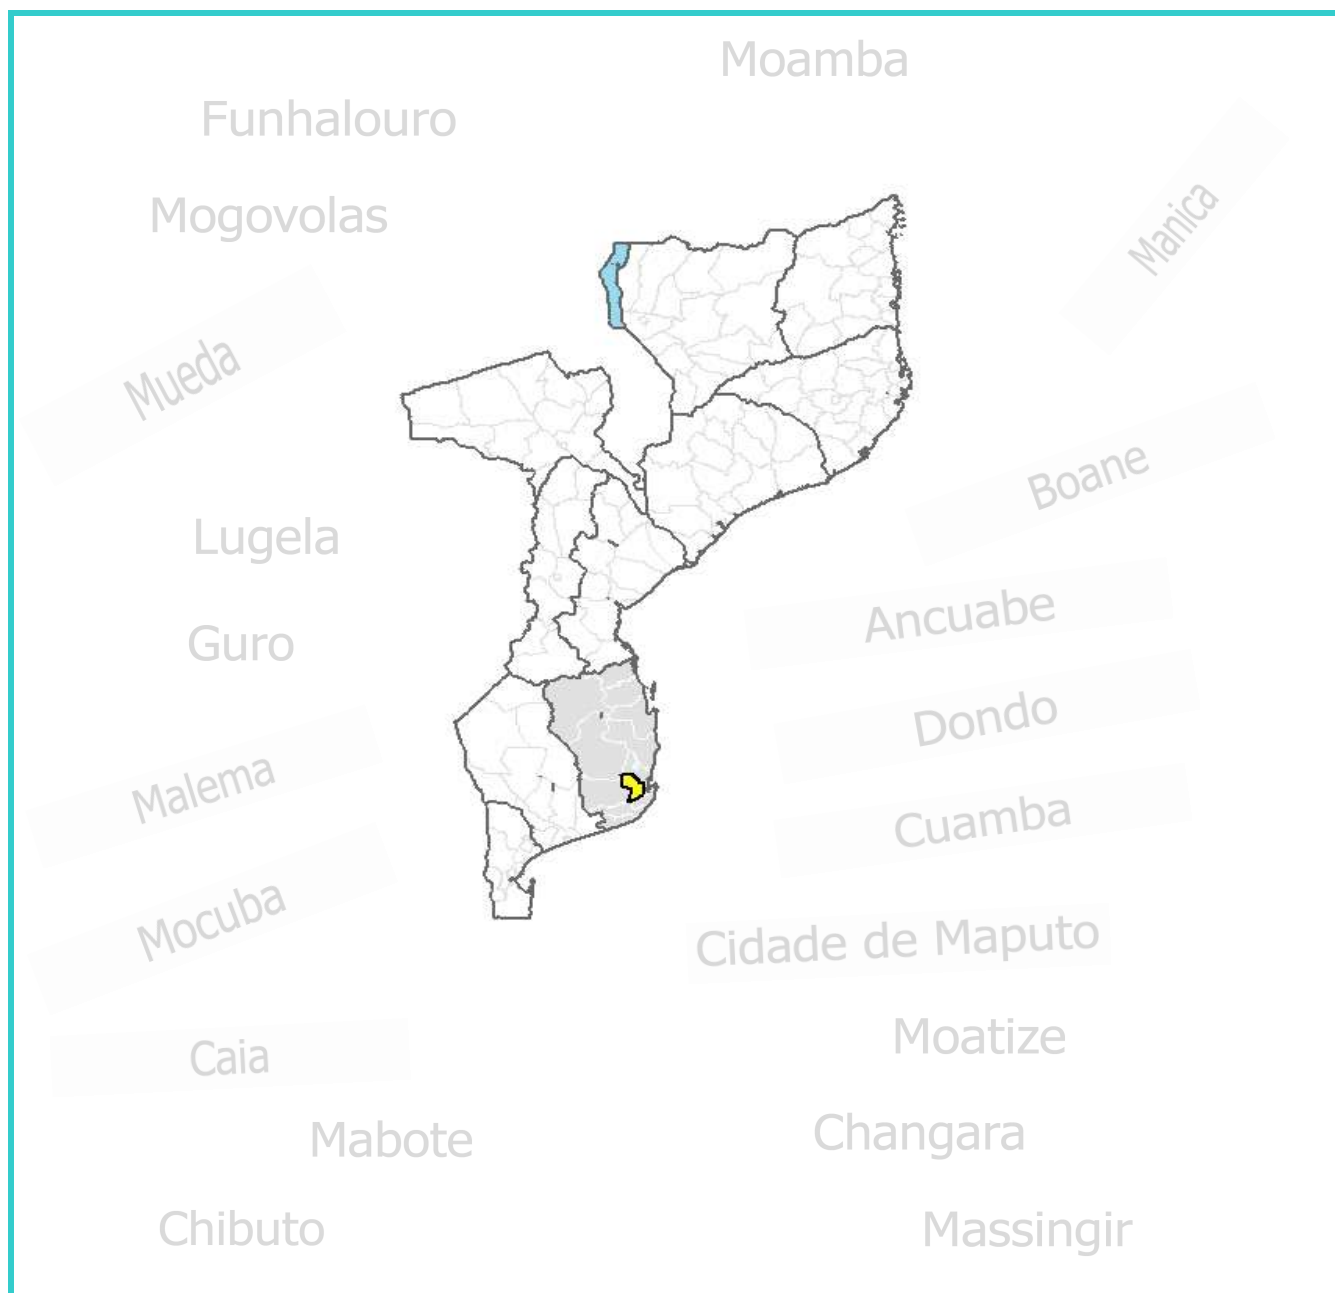 Moamba
Funhalouro
Manica
Mogovolas
Mueda
Boane
Lugela
Ancuabe
Guro
Dondo
Malema
Cuamba
Mocuba
Cidade de Maputo
Moatize
Caia
Changara
Mabote
Chibuto
Massingir